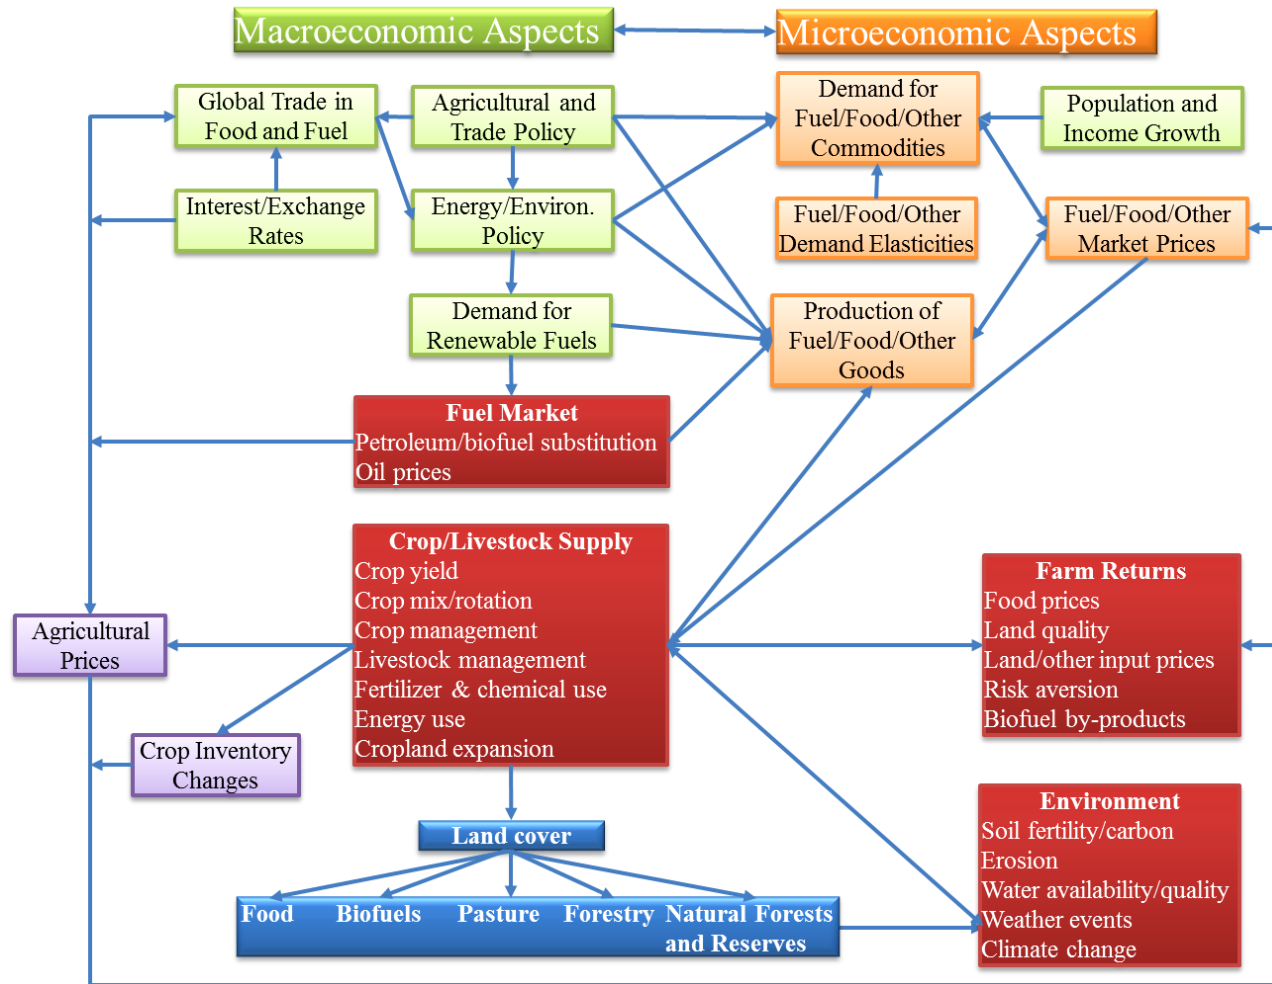 Macroeconomic Aspects
Microeconomic Aspects
Global Trade in
Food and Fuel
Agricultural and
Trade Policy
Demand for
Fuel/Food/Other
Commodities
Population and
Income Growth
Interest/Exchange
Rates
Energy/Environ.
Policy
Fuel/Food/Other
Demand Elasticities
Fuel/Food/Other
Market Prices
Demand for
Renewable Fuels
Production of
Fuel/Food/Other
Goods
Fuel Market
Petroleum/biofuel substitution
Oil prices
Crop/Livestock Supply
Crop yield
Crop mix/rotation
Crop management
Livestock management
Fertilizer & chemical use
Energy use
Cropland expansion
Farm Returns
Food prices
Land quality
Land/other input prices
Risk aversion
Biofuel by-products
Agricultural
Prices
Crop Inventory
Changes
Environment
Soil fertility/carbon
Erosion
Water availability/quality
Weather events
Climate change
Land cover
Food
Biofuels
Pasture
Forestry
Natural Forests
and Reserves